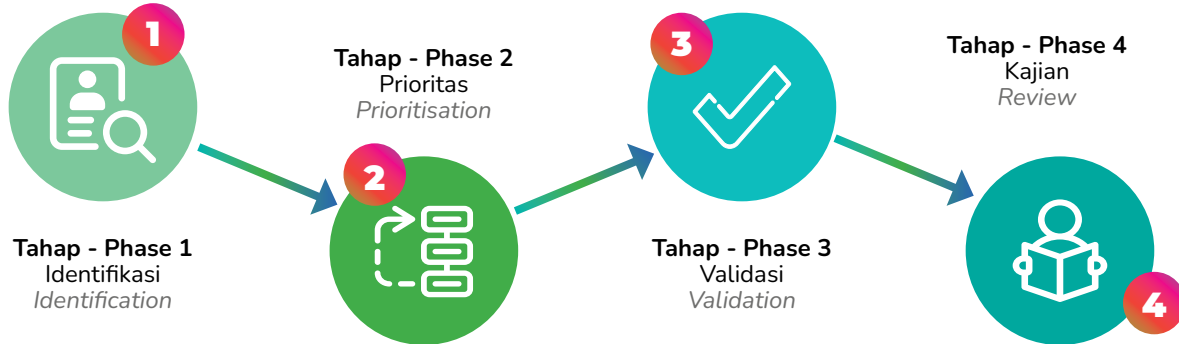 1
Tahap - Phase 1
Identifikasi
Identification
Tahap - Phase 2
Prioritas
Prioritisation
2
3
Tahap - Phase 3
Validasi
Validation
Tahap - Phase 4
Kajian
Review
4